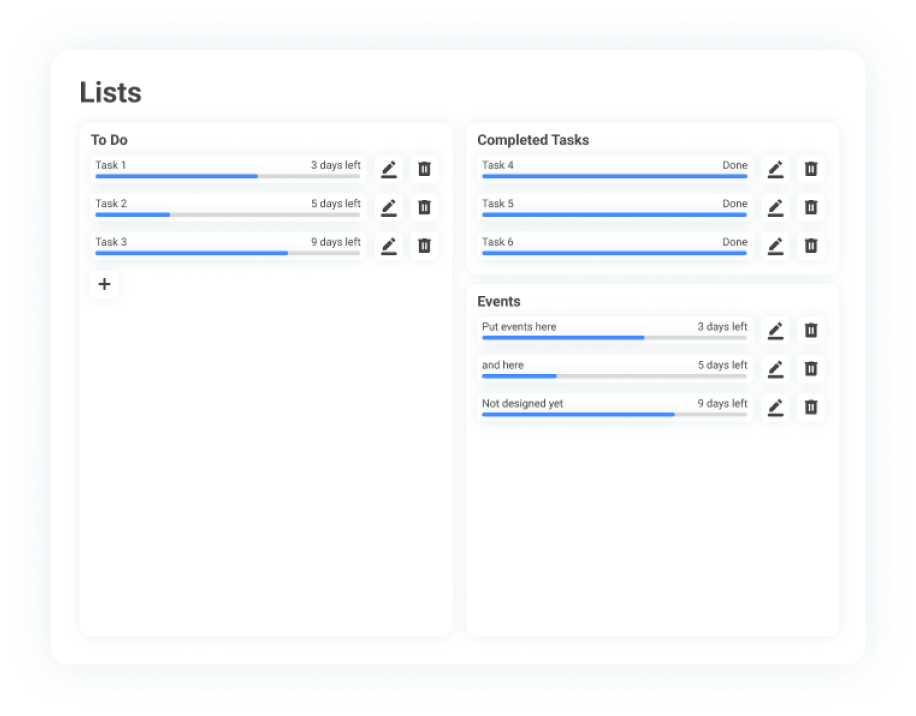 Lists
To Do
Task 1 3 days left
Task 2 5 days left
Task 3 9 days left
+
Completed Tasks
Task 4 Done
Task 5 Done
Task 6 Done
Events
Put events here 3 days left
and here 5 days left
Not designed yet 9 days left